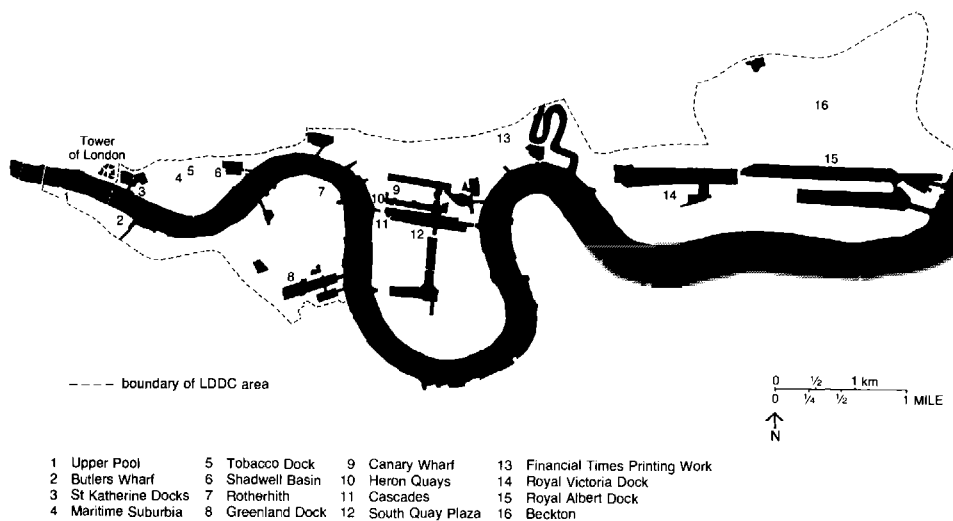 16
Tower
of London
13
5
4
6
3
15
1
7
9
14
10
2
11
12
8
---- boundary of LDDC area
0 ½ 1 km
0 ¼ ½ 1 MILE
N
1 Upper Pool 5 Tobacco Dock 9 Canary Wharf 13 Financial Times Printing Work
2 Butlers Wharf 6 Shadwell Basin 10 Heron Quays 14 Royal Victoria Dock
3 St Katherine Docks 7 Rotherhith 11 Cascades 15 Royal Albert Dock
4 Maritime Suburbia 8 Greenland Dock 12 South Quay Plaza 16 Beckton